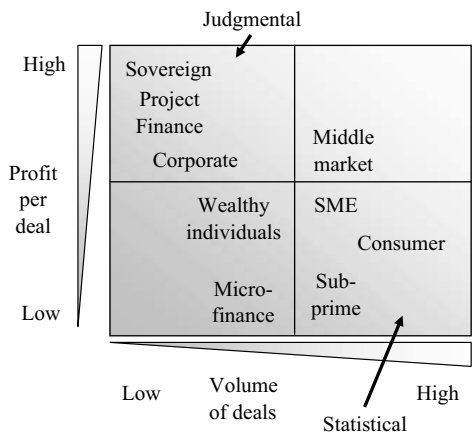 Judgmental
High
Sovereign
Project
Finance
Corporate
Middle
market
Profit
per
deal
Wealthy
individuals
SME
Consumer
Micro-
finance
Sub-
prime
Low
Low
Volume
of deals
High
Statistical